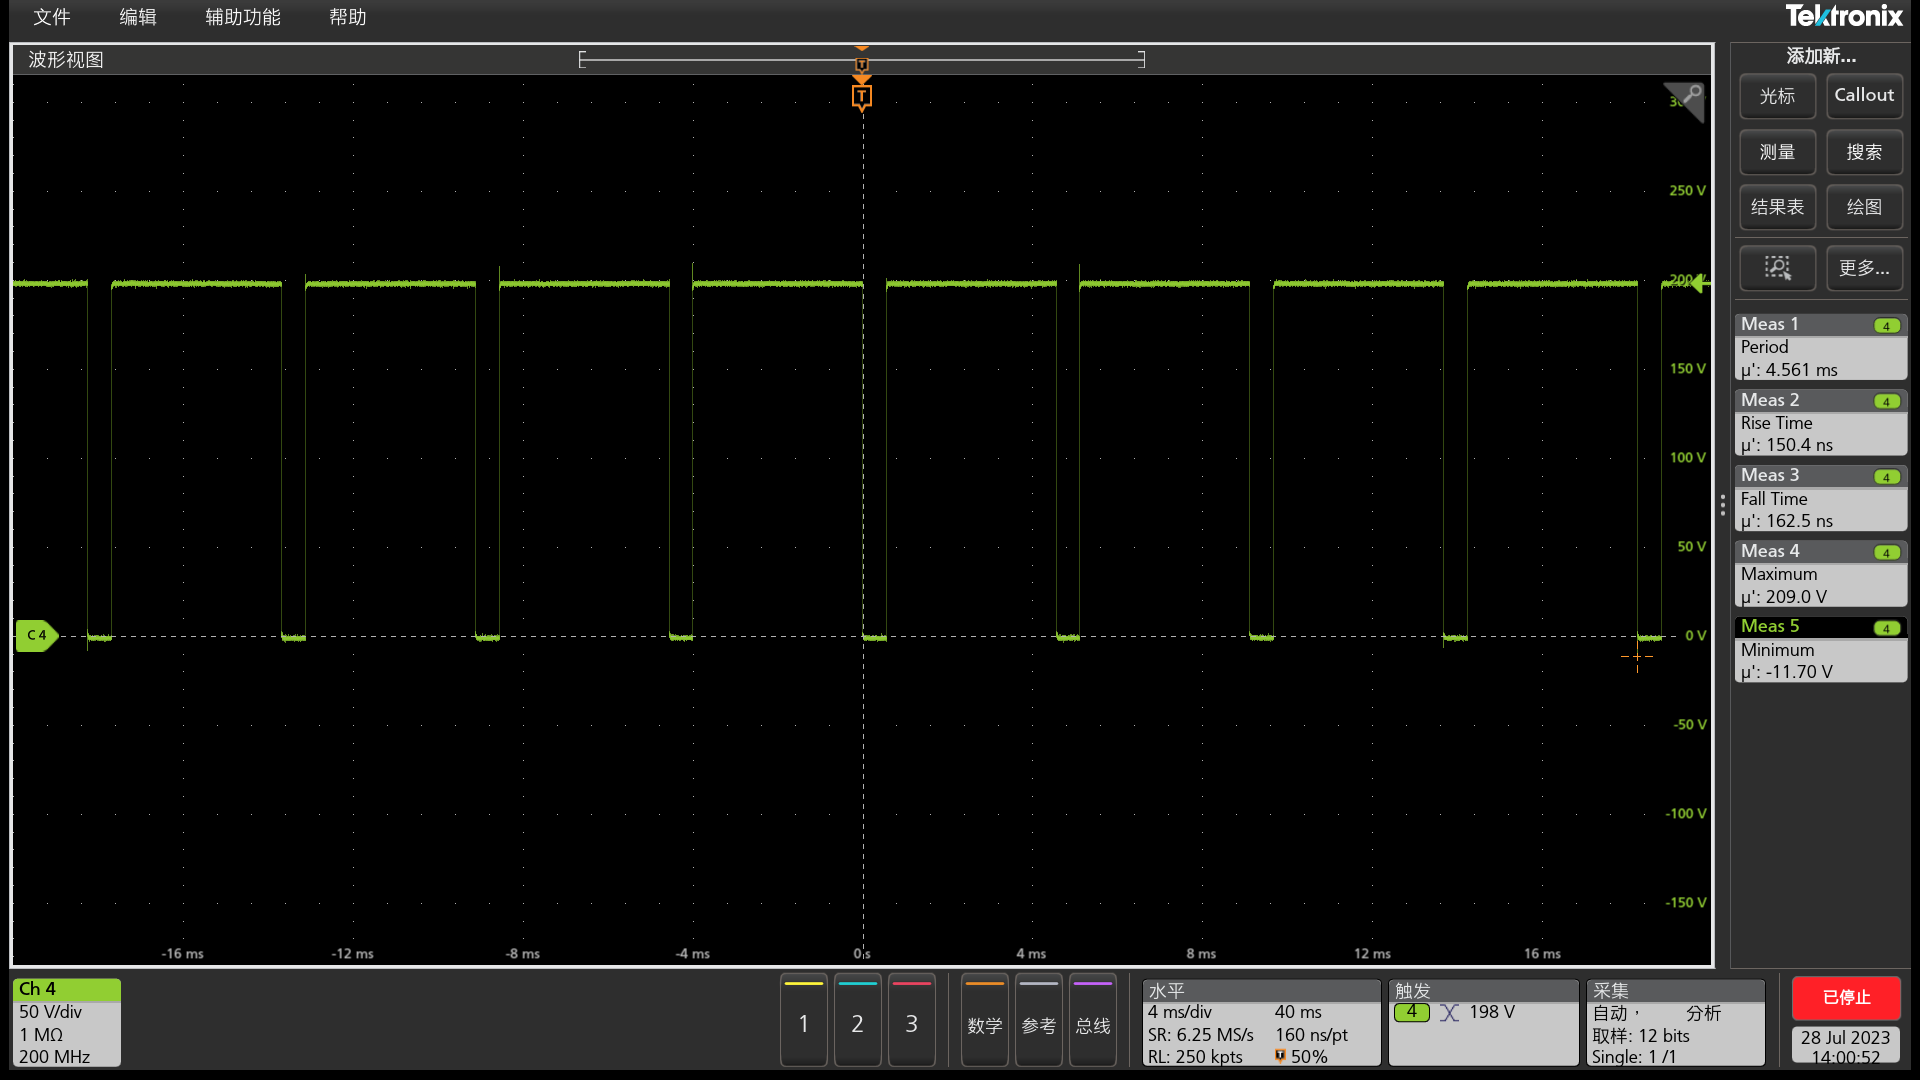 文件 编辑 辅助功能 帮助
Tektronix
波形视图
添加新...
光标 Callout
测量 搜索
结果表 绘图
更多...
T
T
250 V
200 V
150 V
100 V
50 V
0 V
-50 V
-100 V
-150 V
C 4
-16 ms -12 ms -8 ms -4 ms 0 s 4 ms 8 ms 12 ms 16 ms
Meas 1 4
Period
µ': 4.561 ms
Meas 2 4
Rise Time
µ': 150.4 ns
Meas 3 4
Fall Time
µ': 162.5 ns
Meas 4 4
Maximum
µ': 209.0 V
Meas 5 4
Minimum
µ': -11.70 V
Ch 4
50 V/div
1 MΩ
200 MHz
1 2 3 数学 参考 总线
水平
4 ms/div 40 ms
SR: 6.25 MS/s 160 ns/pt
RL: 250 kpts 50%
触发
4 198 V
采集
自动, 分析
取样: 12 bits
Single: 1 /1
已停止
28 Jul 2023
14:00:52